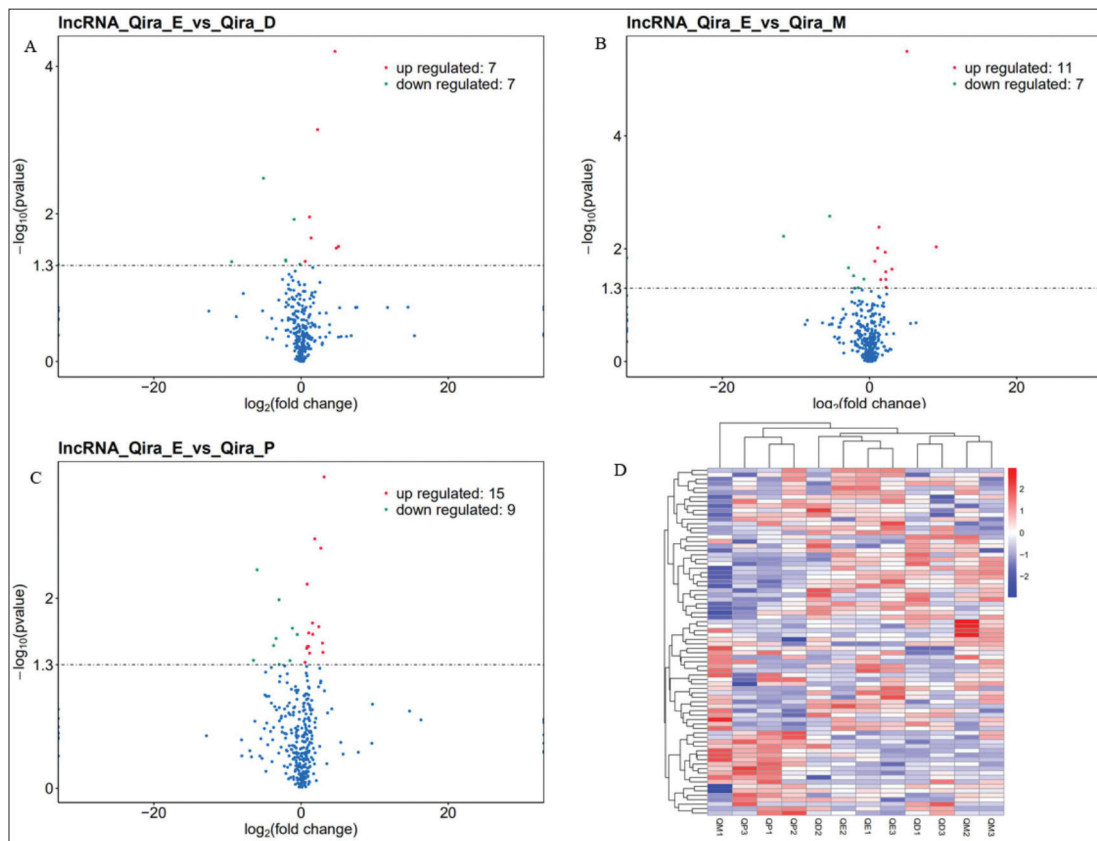 A
lncRNA_Qira_E_vs_Qira_D
up regulated: 7
down regulated: 7
4
2
1.3
0
−log10(pvalue)
−20
0
20
log2(fold change)
B
lncRNA_Qira_E_vs_Qira_M
up regulated: 11
down regulated: 7
4
2
1.3
0
−log10(pvalue)
−20
0
20
log2(fold change)
C
lncRNA_Qira_E_vs_Qira_P
up regulated: 15
down regulated: 9
2
1.3
0
−log10(pvalue)
−20
0
20
log2(fold change)
D
2
1
0
−1
−2
QM1
QP3
QP1
QP2
QD2
QE2
QE1
QE3
QD1
QD3
QM2
QM3